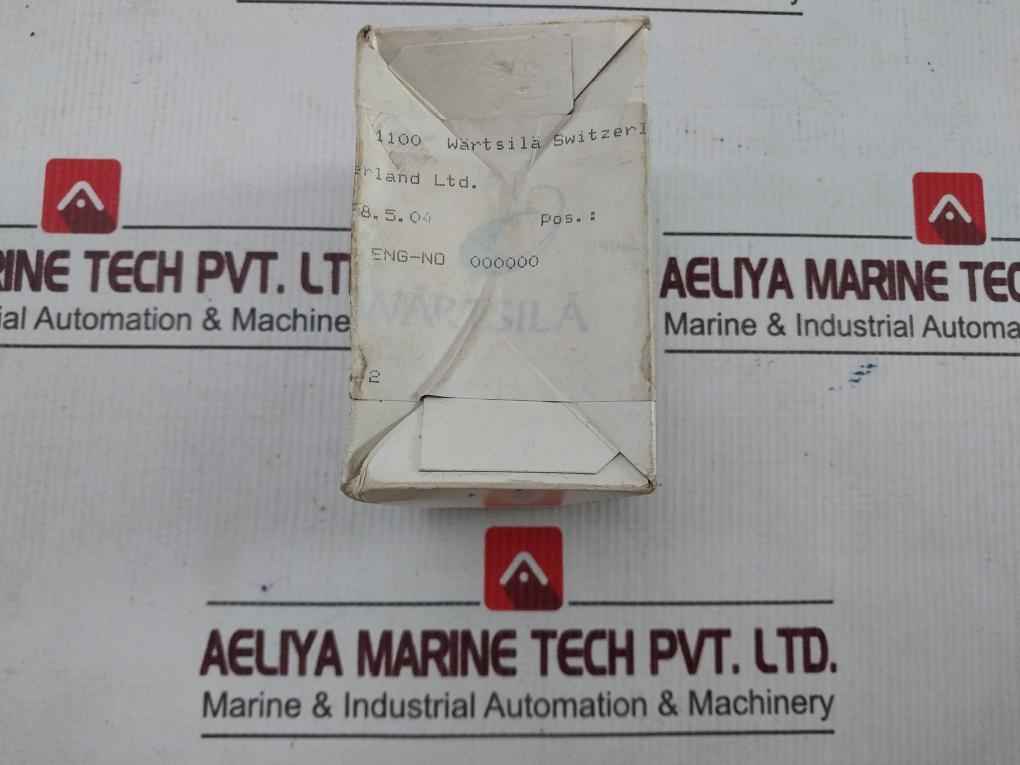 1100 Wärtsilä Switzerl
erland Ltd.
8.5.04 pos.:
ENG-NO 000000
WÄRTSILÄ
2
RINE TECH PVT. LT
ial Automation & Machine
AELIYA MARINE TEC
Marine & Industrial Automa
AELIYA MARINE TECH PVT. LTD.
Marine & Industrial Automation & Machinery